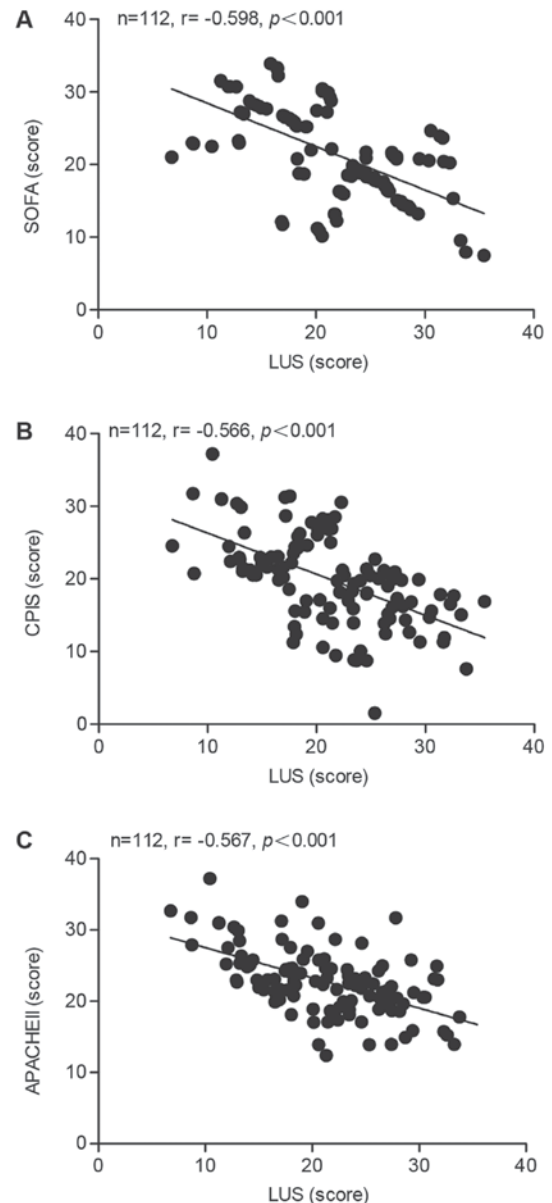 A
n=112, r= -0.598, p<0.001
40
30
20
10
0
SOFA (score)
0 10 20 30 40
LUS (score)
B
n=112, r= -0.566, p<0.001
40
30
20
10
0
CPIS (score)
0 10 20 30 40
LUS (score)
C
n=112, r= -0.567, p<0.001
40
30
20
10
0
APACHEII (score)
0 10 20 30 40
LUS (score)